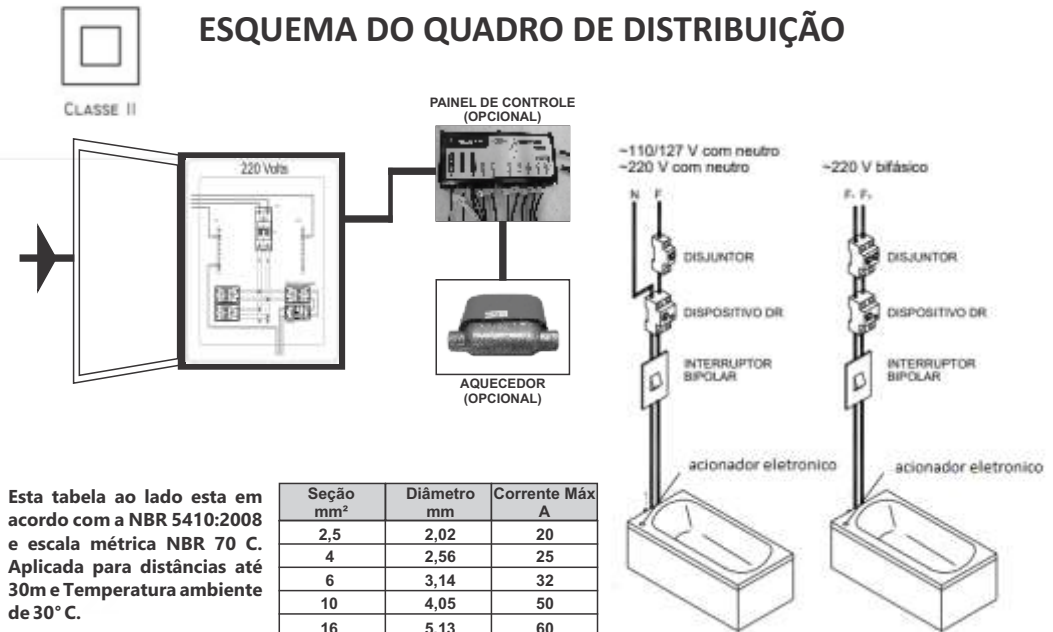 ESQUEMA DO QUADRO DE DISTRIBUIÇÃO
CLASSE II
220 Volts
PAINEL DE CONTROLE
(OPCIONAL)
AQUECEDOR
(OPCIONAL)
~110/127 V com neutro
~220 V com neutro
N F
DISJUNTOR
DISPOSITIVO DR
INTERRUPTOR
BIPOLAR
acionador eletronico
~220 V bifásico
DISJUNTOR
DISPOSITIVO DR
INTERRUPTOR
BIPOLAR
acionador eletronico
Esta tabela ao lado esta em
acordo com a NBR 5410:2008
e escala métrica NBR 70 C.
Aplicada para distâncias até
30m e Temperatura ambiente
de 30° C.
Seção mm² Diâmetro mm Corrente Máx A
2,5 2,02 20
4 2,56 25
6 3,14 32
10 4,05 50
16 5,13 60